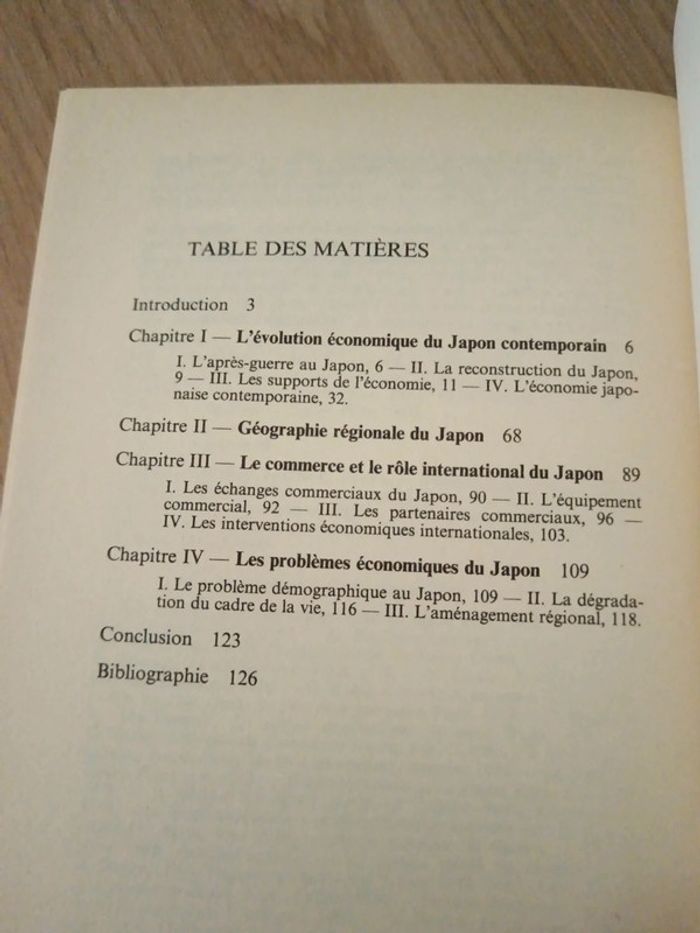 TABLE DES MATIÈRES
Introduction 3
Chapitre I — L'évolution économique du Japon contemporain 6
I. L'après-guerre au Japon, 6 — II. La reconstruction du Japon,
9 — III. Les supports de l'économie, 11 — IV. L'économie japo-
naise contemporaine, 32.
Chapitre II — Géographie régionale du Japon 68
Chapitre III — Le commerce et le rôle international du Japon 89
I. Les échanges commerciaux du Japon, 90 — II. L'équipement
commercial, 92 — III. Les partenaires commerciaux, 96 —
IV. Les interventions économiques internationales, 103.
Chapitre IV — Les problèmes économiques du Japon 109
I. Le problème démographique au Japon, 109 — II. La dégrada-
tion du cadre de la vie, 116 — III. L'aménagement régional, 118.
Conclusion 123
Bibliographie 126